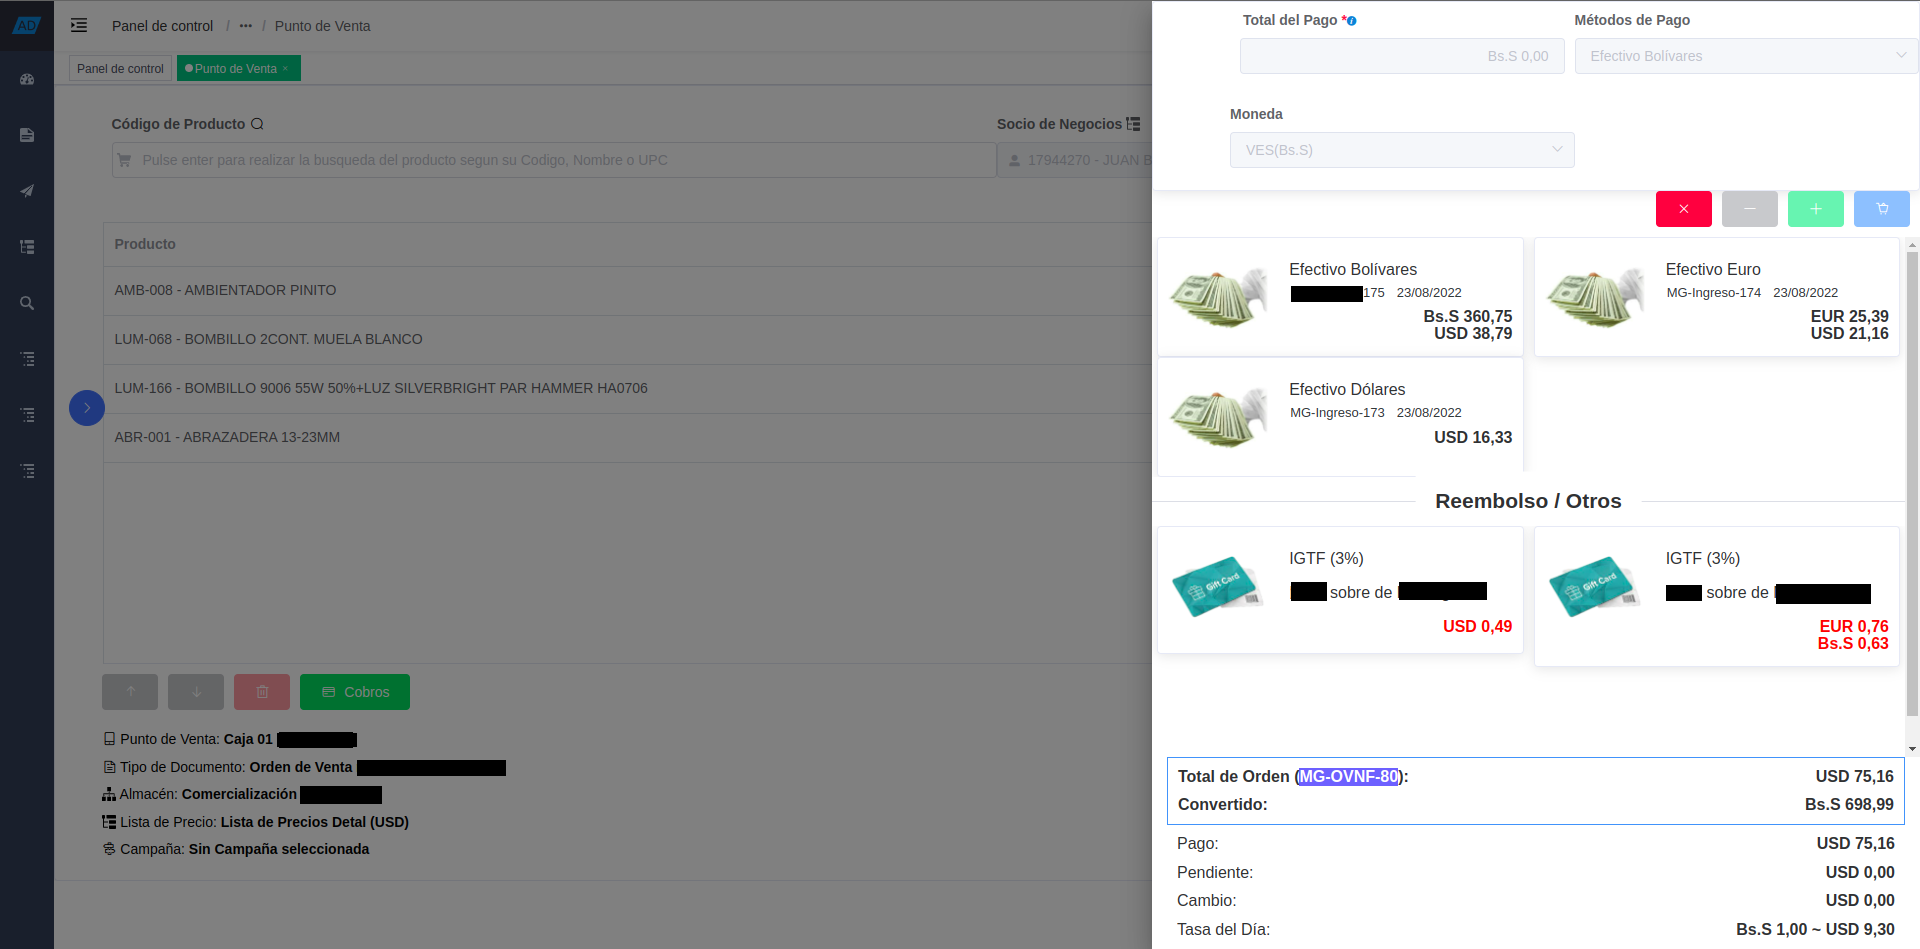 AD
Panel de control / ••• / Punto de Venta
Panel de control
Punto de Venta ×
Código de Producto
Pulse enter para realizar la busqueda del producto segun su Codigo, Nombre o UPC
Socio de Negocios
17944270 - JUAN B
Producto
AMB-008 - AMBIENTADOR PINITO
LUM-068 - BOMBILLO 2CONT. MUELA BLANCO
LUM-166 - BOMBILLO 9006 55W 50%+LUZ SILVERBRIGHT PAR HAMMER HA0706
ABR-001 - ABRAZADERA 13-23MM
Cobros
Punto de Venta: Caja 01
Tipo de Documento: Orden de Venta
Almacén: Comercialización
Lista de Precio: Lista de Precios Detal (USD)
Campaña: Sin Campaña seleccionada
Total del Pago *
Bs.S 0,00
Métodos de Pago
Efectivo Bolívares
Moneda
VES(Bs.S)
Efectivo Bolívares
175 23/08/2022
Bs.S 360,75
USD 38,79
Efectivo Euro
MG-Ingreso-174 23/08/2022
EUR 25,39
USD 21,16
Efectivo Dólares
MG-Ingreso-173 23/08/2022
USD 16,33
Reembolso / Otros
Gift Card
IGTF (3%)
sobre de
USD 0,49
Gift Card
IGTF (3%)
sobre de
EUR 0,76
Bs.S 0,63
Total de Orden (MG-OVNF-80): USD 75,16
Convertido: Bs.S 698,99
Pago: USD 75,16
Pendiente: USD 0,00
Cambio: USD 0,00
Tasa del Día: Bs.S 1,00 ~ USD 9,30